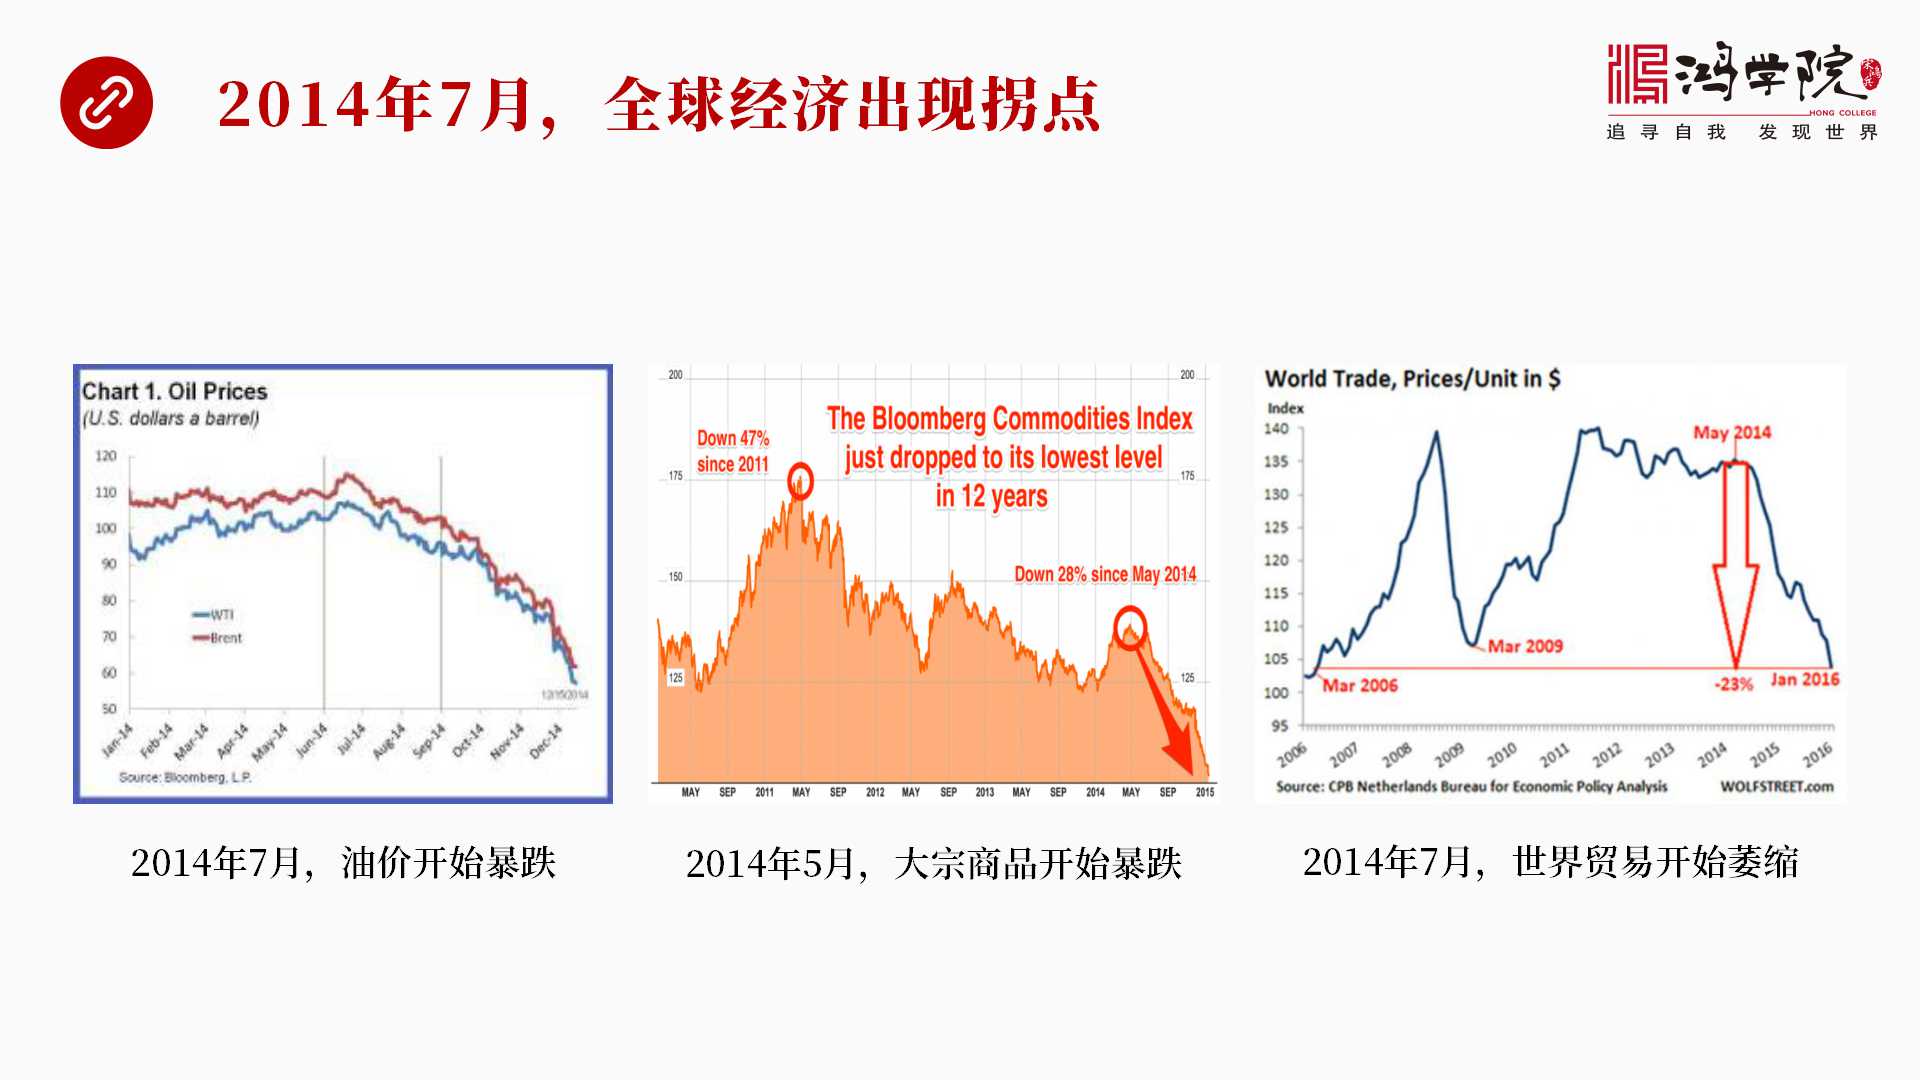 2014年7月，全球经济出现拐点
鸿学院
HONG COLLEGE
追寻自我 发现世界
Chart 1. Oil Prices
(U.S. dollars a barrel)
120
110
100
90
80
70
60
50
WTI
Brent
12/15/2014
Jan-14 Feb-14 Mar-14 Apr-14 May-14 Jun-14 Jul-14 Aug-14 Sep-14 Oct-14 Nov-14 Dec-14
Source: Bloomberg, L.P.
2014年7月，油价开始暴跌
200 200
The Bloomberg Commodities Index
just dropped to its lowest level
in 12 years
Down 47%
since 2011
175 175
150
Down 28% since May 2014
125 125
MAY SEP 2011 MAY SEP 2012 MAY SEP 2013 MAY SEP 2014 MAY SEP 2015
2014年5月，大宗商品开始暴跌
World Trade, Prices/Unit in $
Index
140
135
130
125
120
115
110
105
100
95
May 2014
Mar 2009
Mar 2006
-23%
Jan 2016
2006 2007 2008 2009 2010 2011 2012 2013 2014 2015 2016
Source: CPB Netherlands Bureau for Economic Policy Analysis WOLFSTREET.com
2014年7月，世界贸易开始萎缩